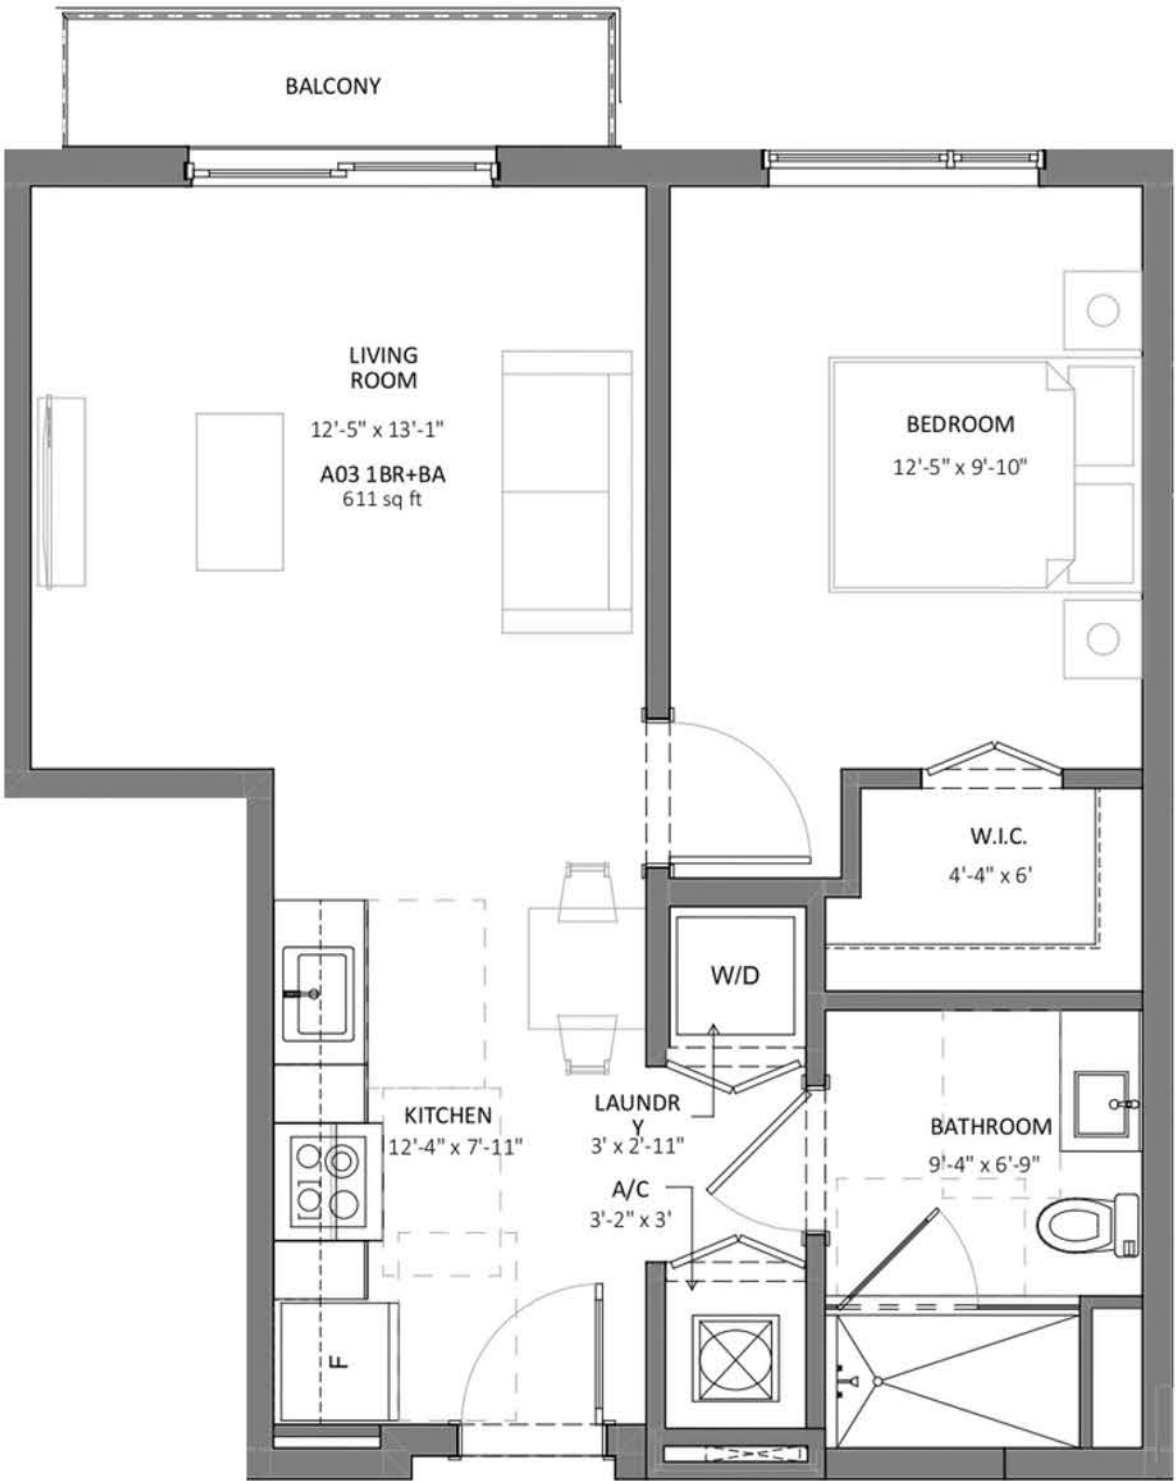 BALCONY
LIVING
ROOM
12'-5" x 13'-1"
A03 1BR+BA
611 sq ft
BEDROOM
12'-5" x 9'-10"
W.I.C.
4'-4" x 6'
W/D
KITCHEN
12'-4" x 7'-11"
LAUNDR
Y
3' x 2'-11"
A/C
3'-2" x 3'
BATHROOM
9'-4" x 6'-9"
F